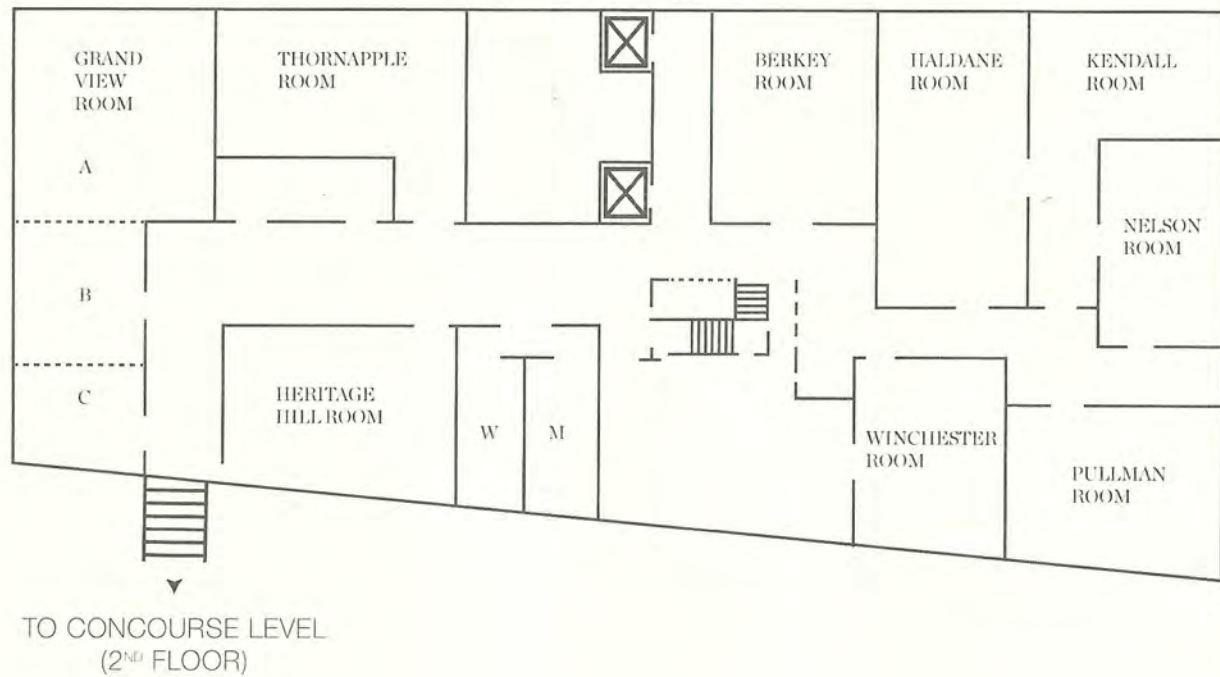 GRAND
VIEW
ROOM
A
B
C
THORNAPPLE
ROOM
BERKEY
ROOM
HALDANE
ROOM
KENDALL
ROOM
NELSON
ROOM
HERITAGE
HILL ROOM
W
M
WINCHESTER
ROOM
PULLMAN
ROOM
TO CONCOURSE LEVEL
(2ND FLOOR)